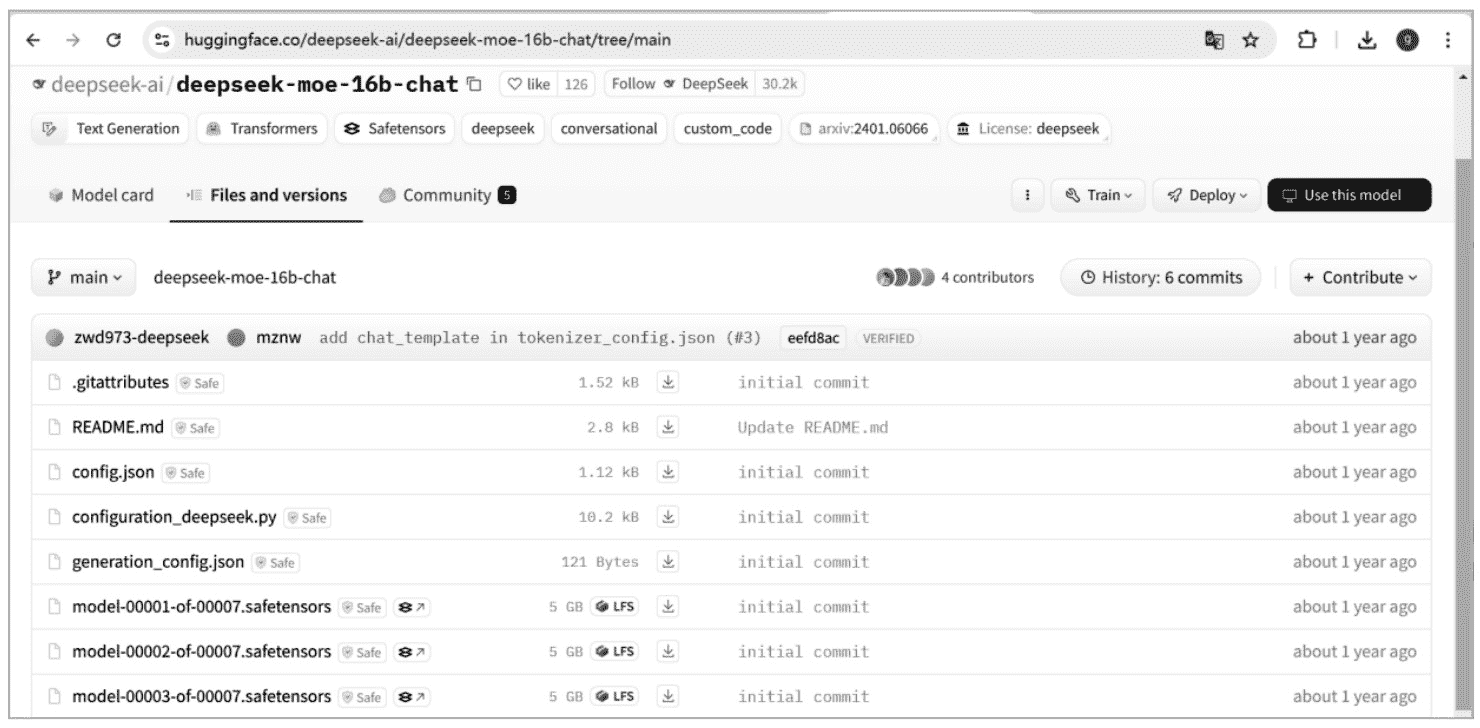 huggingface.co/deepseek-ai/deepseek-moe-16b-chat/tree/main
deepseek-ai/deepseek-moe-16b-chat like 126 Follow DeepSeek 30.2k
Text Generation Transformers Safetensors deepseek conversational custom_code arxiv:2401.06066 License: deepseek
Model card Files and versions Community 5 Train Deploy Use this model
main deepseek-moe-16b-chat 4 contributors History: 6 commits + Contribute
zwd973-deepseek mznw add chat_template in tokenizer_config.json (#3) eefd8ac VERIFIED about 1 year ago
.gitattributes Safe 1.52 kB initial commit about 1 year ago
README.md Safe 2.8 kB Update README.md about 1 year ago
config.json Safe 1.12 kB initial commit about 1 year ago
configuration_deepseek.py Safe 10.2 kB initial commit about 1 year ago
generation_config.json Safe 121 Bytes initial commit about 1 year ago
model-00001-of-00007.safetensors Safe 5 GB LFS initial commit about 1 year ago
model-00002-of-00007.safetensors Safe 5 GB LFS initial commit about 1 year ago
model-00003-of-00007.safetensors Safe 5 GB LFS initial commit about 1 year ago